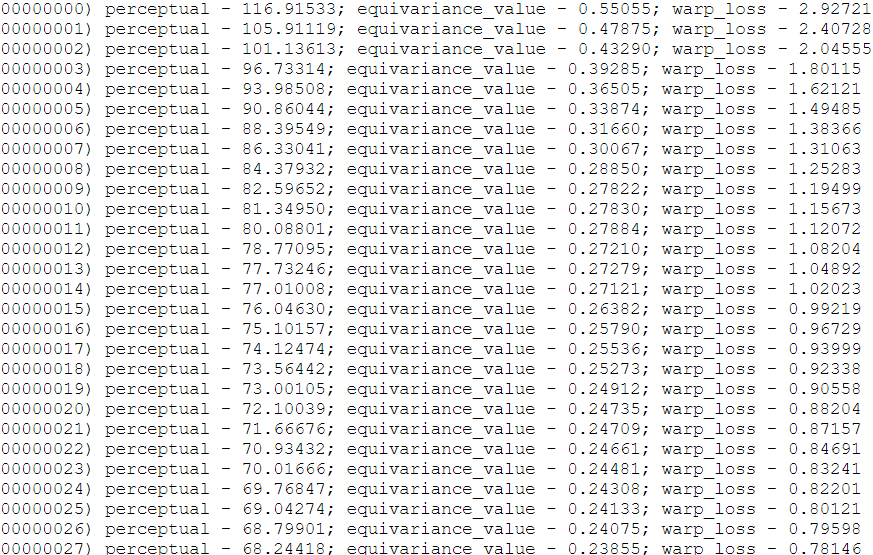 00000000) perceptual - 116.91533; equivariance_value - 0.55055; warp_loss - 2.92721
00000001) perceptual - 105.91119; equivariance_value - 0.47875; warp_loss - 2.40728
00000002) perceptual - 101.13613; equivariance_value - 0.43290; warp_loss - 2.04555
00000003) perceptual - 96.73314; equivariance_value - 0.39285; warp_loss - 1.80115
00000004) perceptual - 93.98508; equivariance_value - 0.36505; warp_loss - 1.62121
00000005) perceptual - 90.86044; equivariance_value - 0.33874; warp_loss - 1.49485
00000006) perceptual - 88.39549; equivariance_value - 0.31660; warp_loss - 1.38366
00000007) perceptual - 86.33041; equivariance_value - 0.30067; warp_loss - 1.31063
00000008) perceptual - 84.37932; equivariance_value - 0.28850; warp_loss - 1.25283
00000009) perceptual - 82.59652; equivariance_value - 0.27822; warp_loss - 1.19499
00000010) perceptual - 81.34950; equivariance_value - 0.27830; warp_loss - 1.15673
00000011) perceptual - 80.08801; equivariance_value - 0.27884; warp_loss - 1.12072
00000012) perceptual - 78.77095; equivariance_value - 0.27210; warp_loss - 1.08204
00000013) perceptual - 77.73246; equivariance_value - 0.27279; warp_loss - 1.04892
00000014) perceptual - 77.01008; equivariance_value - 0.27121; warp_loss - 1.02023
00000015) perceptual - 76.04630; equivariance_value - 0.26382; warp_loss - 0.99219
00000016) perceptual - 75.10157; equivariance_value - 0.25790; warp_loss - 0.96729
00000017) perceptual - 74.12474; equivariance_value - 0.25536; warp_loss - 0.93999
00000018) perceptual - 73.56442; equivariance_value - 0.25273; warp_loss - 0.92338
00000019) perceptual - 73.00105; equivariance_value - 0.24912; warp_loss - 0.90558
00000020) perceptual - 72.10039; equivariance_value - 0.24735; warp_loss - 0.88204
00000021) perceptual - 71.66676; equivariance_value - 0.24709; warp_loss - 0.87157
00000022) perceptual - 70.93432; equivariance_value - 0.24661; warp_loss - 0.84691
00000023) perceptual - 70.01666; equivariance_value - 0.24481; warp_loss - 0.83241
00000024) perceptual - 69.76847; equivariance_value - 0.24308; warp_loss - 0.82201
00000025) perceptual - 69.04274; equivariance_value - 0.24133; warp_loss - 0.80121
00000026) perceptual - 68.79901; equivariance_value - 0.24075; warp_loss - 0.79598
00000027) perceptual - 68.24418; equivariance_value - 0.23855; warp_loss - 0.78146